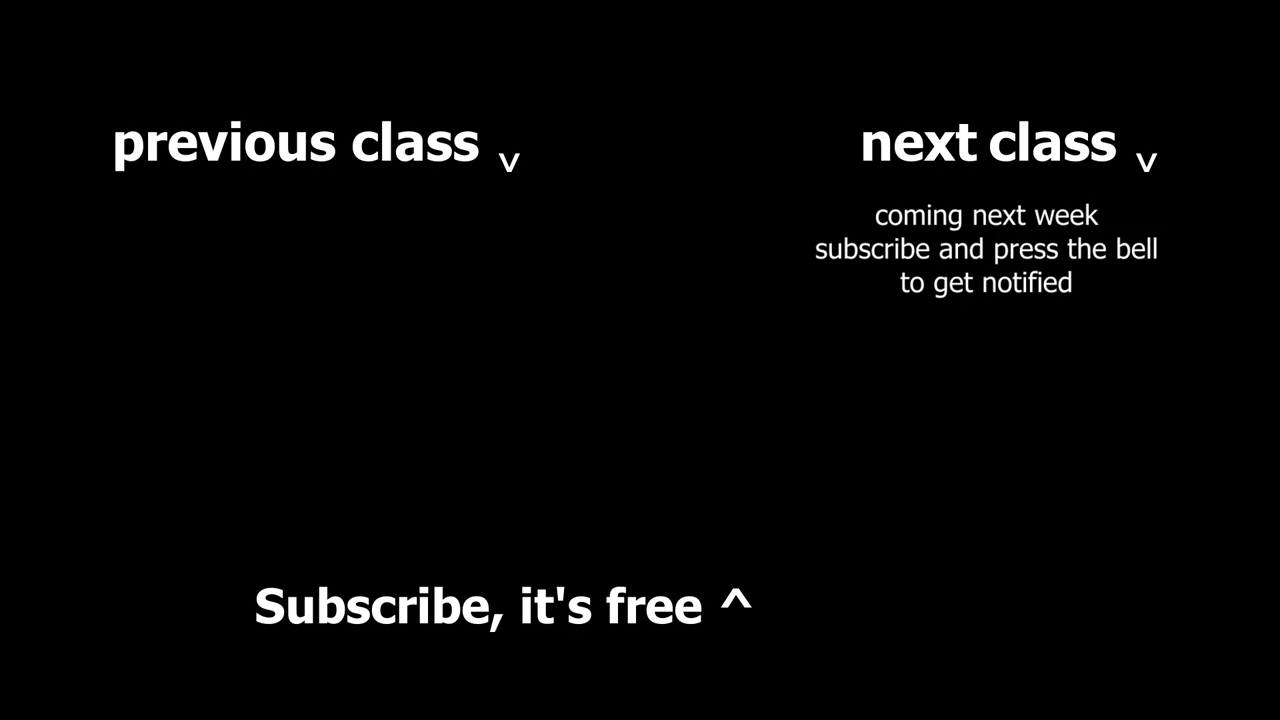 previous class v
next class v
coming next week
subscribe and press the bell
to get notified
Subscribe, it's free ^